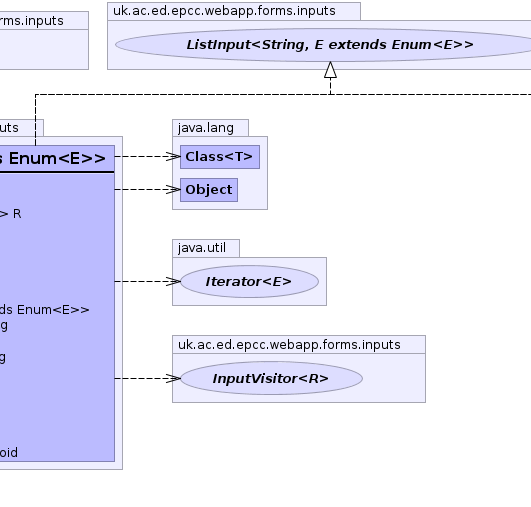 rms.inputs
uk.ac.ed.epcc.webapp.forms.inputs
ListInput<String, E extends Enum<E>>
uts
s Enum<E>>
> R
ds Enum<E>>
g
g
oid
java.lang
Class<T>
Object
java.util
Iterator<E>
uk.ac.ed.epcc.webapp.forms.inputs
InputVisitor<R>